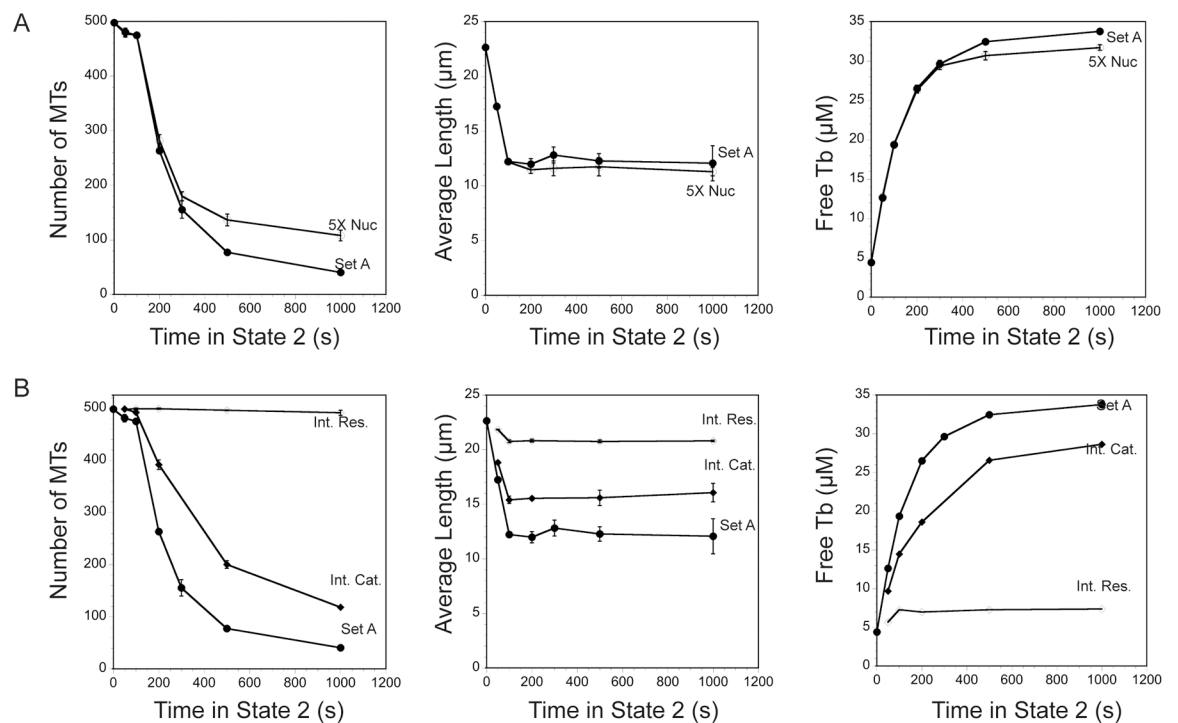 A
Number of MTs
500
400
300
200
100
0
0 200 400 600 800 1000 1200
Time in State 2 (s)
5X Nuc
Set A
Average Length (µm)
25
20
15
10
5
0
0 200 400 600 800 1000 1200
Time in State 2 (s)
Set A
5X Nuc
Free Tb (µM)
35
30
25
20
15
10
5
0
0 200 400 600 800 1000 1200
Time in State 2 (s)
Set A
5X Nuc
B
Number of MTs
500
400
300
200
100
0
0 200 400 600 800 1000 1200
Time in State 2 (s)
Int. Res.
Int. Cat.
Set A
Average Length (µm)
25
20
15
10
5
0
0 200 400 600 800 1000 1200
Time in State 2 (s)
Int. Res.
Int. Cat.
Set A
Free Tb (µM)
35
30
25
20
15
10
5
0
0 200 400 600 800 1000 1200
Time in State 2 (s)
Set A
Int. Cat.
Int. Res.